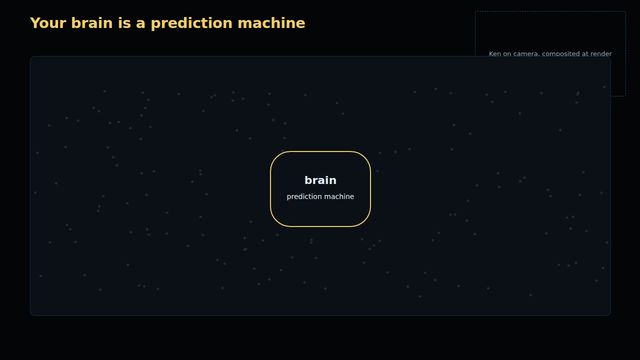 Your brain is a prediction machine
Ken on camera, composited at render
brain
prediction machine